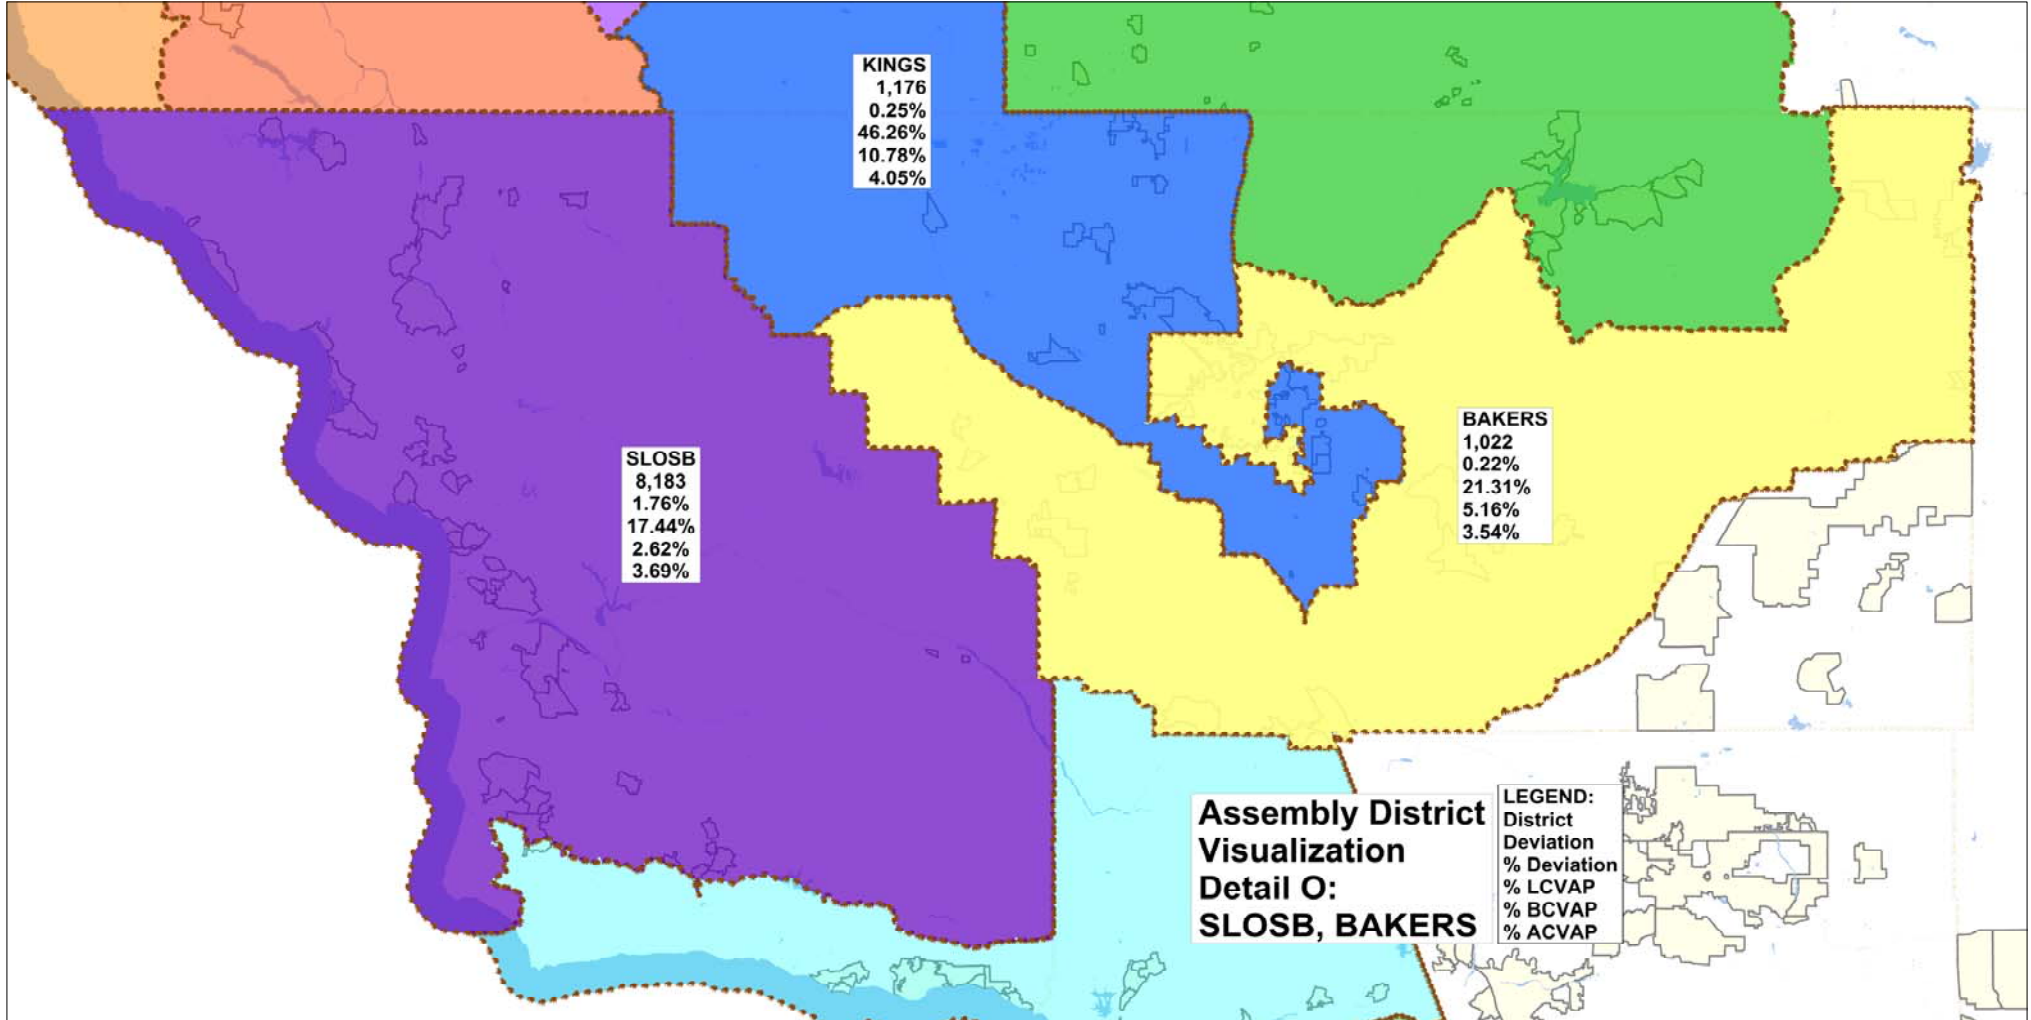 KINGS
1,176
0.25%
46.26%
10.78%
4.05%
SLOSB
8,183
1.76%
17.44%
2.62%
3.69%
BAKERS
1,022
0.22%
21.31%
5.16%
3.54%
Assembly District
Visualization
Detail O:
SLOSB, BAKERS
LEGEND:
District
Deviation
% Deviation
% LCVAP
% BCVAP
% ACVAP